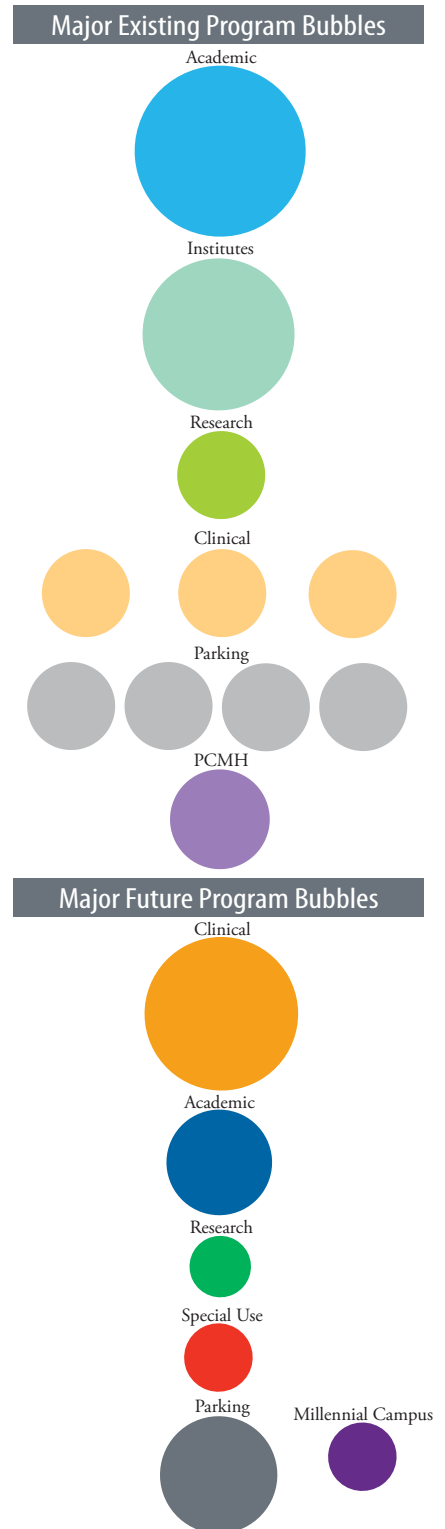 Major Existing Program Bubbles
Academic
Institutes
Research
Clinical
Parking
PCMH
Major Future Program Bubbles
Clinical
Academic
Research
Special Use
Parking
Millennial Campus